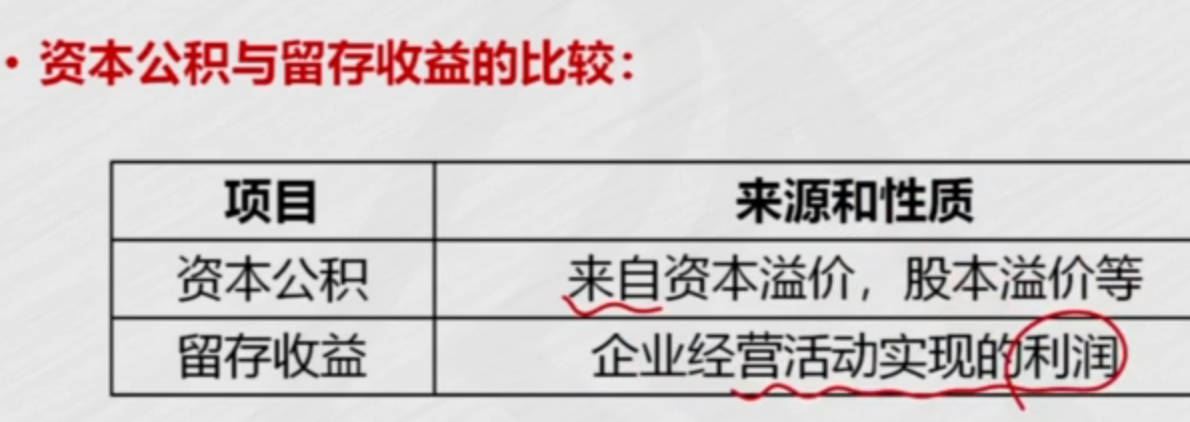 • 资本公积与留存收益的比较：
项目 来源和性质
资本公积 来自资本溢价，股本溢价等
留存收益 企业经营活动实现的利润